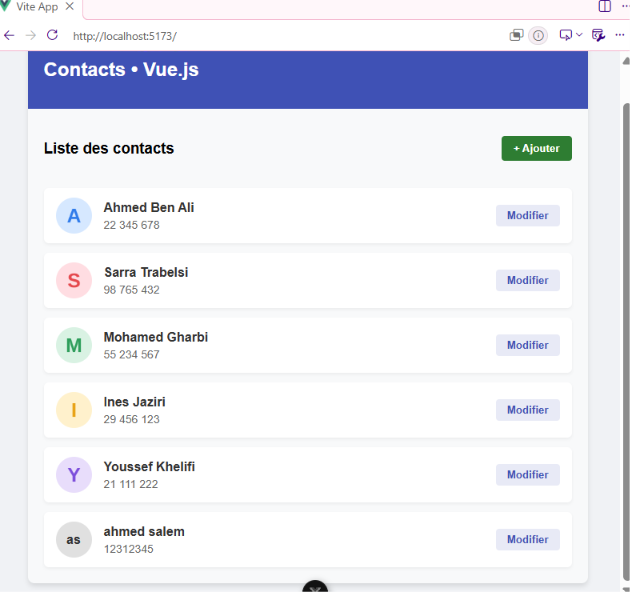 Vite App
http://localhost:5173/
Contacts • Vue.js
Liste des contacts
+ Ajouter
A
Ahmed Ben Ali
22 345 678
Modifier
S
Sarra Trabelsi
98 765 432
Modifier
M
Mohamed Gharbi
55 234 567
Modifier
I
Ines Jaziri
29 456 123
Modifier
Y
Youssef Khelifi
21 111 222
Modifier
as
ahmed salem
12312345
Modifier